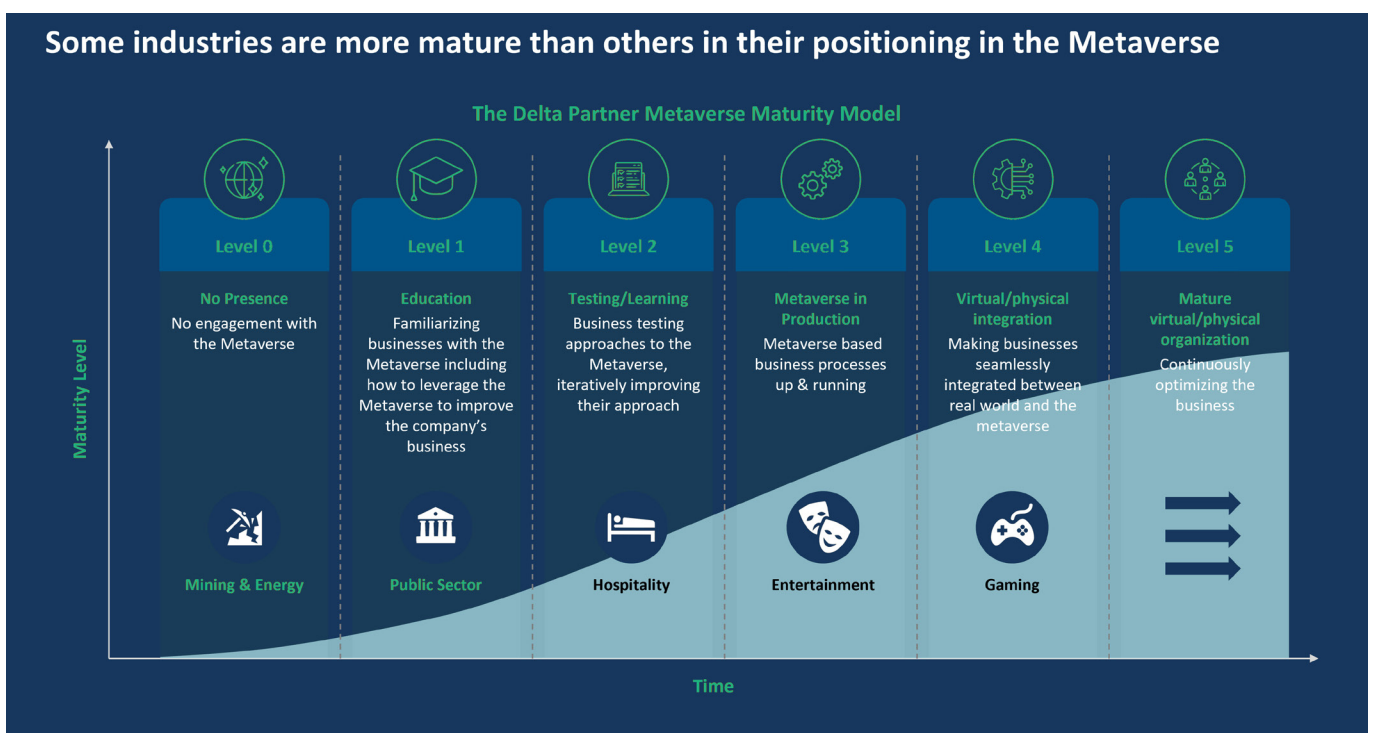 Some industries are more mature than others in their positioning in the Metaverse
The Delta Partner Metaverse Maturity Model
Maturity Level
Level 0
No Presence
No engagement with
the Metaverse
Mining & Energy
Level 1
Education
Familiarizing
businesses with the
Metaverse including
how to leverage the
Metaverse to improve
the company's
business
Public Sector
Level 2
Testing/Learning
Business testing
approaches to the
Metaverse,
iteratively improving
their approach
Hospitality
Level 3
Metaverse in
Production
Metaverse based
business processes
up & running
Entertainment
Level 4
Virtual/physical
integration
Making businesses
seamlessly
integrated between
real world and the
metaverse
Gaming
Level 5
Mature
virtual/physical
organization
Continuously
optimizing the
business
Time